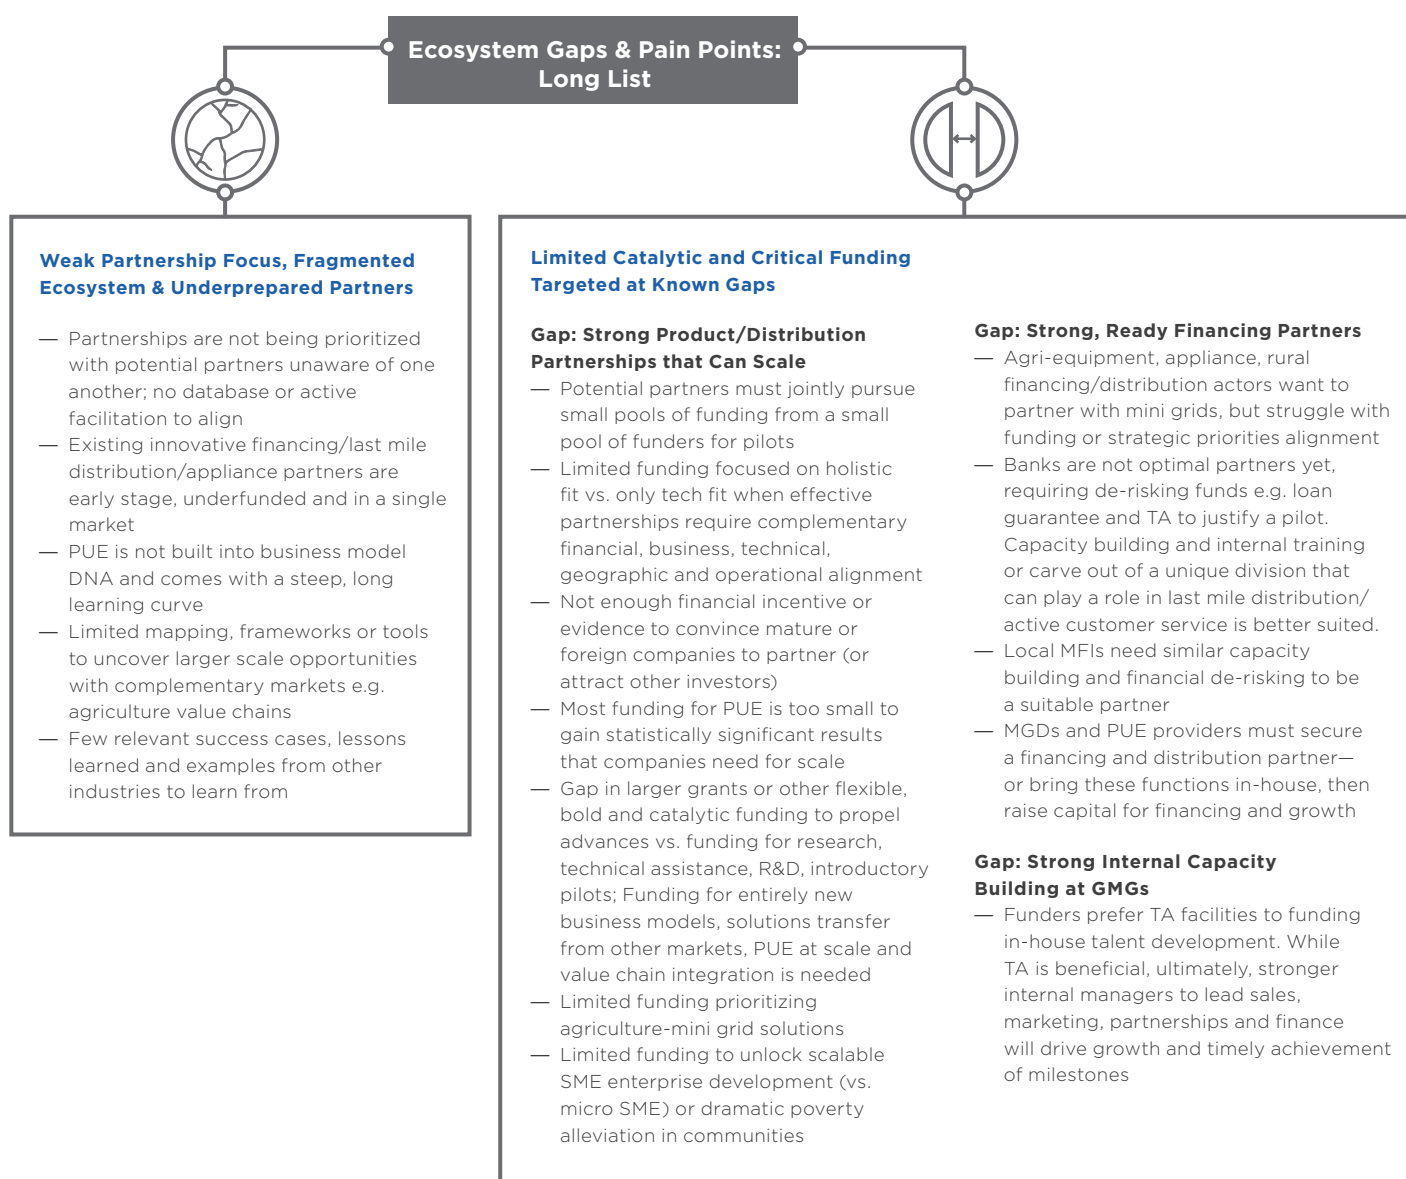 Ecosystem Gaps & Pain Points:
Long List
Weak Partnership Focus, Fragmented
Ecosystem & Underprepared Partners
— Partnerships are not being prioritized
with potential partners unaware of one
another; no database or active
facilitation to align
— Existing innovative financing/last mile
distribution/appliance partners are
early stage, underfunded and in a single
market
— PUE is not built into business model
DNA and comes with a steep, long
learning curve
— Limited mapping, frameworks or tools
to uncover larger scale opportunities
with complementary markets e.g.
agriculture value chains
— Few relevant success cases, lessons
learned and examples from other
industries to learn from
Limited Catalytic and Critical Funding
Targeted at Known Gaps
Gap: Strong Product/Distribution
Partnerships that Can Scale
— Potential partners must jointly pursue
small pools of funding from a small
pool of funders for pilots
— Limited funding focused on holistic
fit vs. only tech fit when effective
partnerships require complementary
financial, business, technical,
geographic and operational alignment
— Not enough financial incentive or
evidence to convince mature or
foreign companies to partner (or
attract other investors)
— Most funding for PUE is too small to
gain statistically significant results
that companies need for scale
— Gap in larger grants or other flexible,
bold and catalytic funding to propel
advances vs. funding for research,
technical assistance, R&D, introductory
pilots; Funding for entirely new
business models, solutions transfer
from other markets, PUE at scale and
value chain integration is needed
— Limited funding prioritizing
agriculture-mini grid solutions
— Limited funding to unlock scalable
SME enterprise development (vs.
micro SME) or dramatic poverty
alleviation in communities
Gap: Strong, Ready Financing Partners
— Agri-equipment, appliance, rural
financing/distribution actors want to
partner with mini grids, but struggle with
funding or strategic priorities alignment
— Banks are not optimal partners yet,
requiring de-risking funds e.g. loan
guarantee and TA to justify a pilot.
Capacity building and internal training
or carve out of a unique division that
can play a role in last mile distribution/
active customer service is better suited.
— Local MFIs need similar capacity
building and financial de-risking to be
a suitable partner
— MGDs and PUE providers must secure
a financing and distribution partner—
or bring these functions in-house, then
raise capital for financing and growth
Gap: Strong Internal Capacity
Building at GMGs
— Funders prefer TA facilities to funding
in-house talent development. While
TA is beneficial, ultimately, stronger
internal managers to lead sales,
marketing, partnerships and finance
will drive growth and timely achievement
of milestones